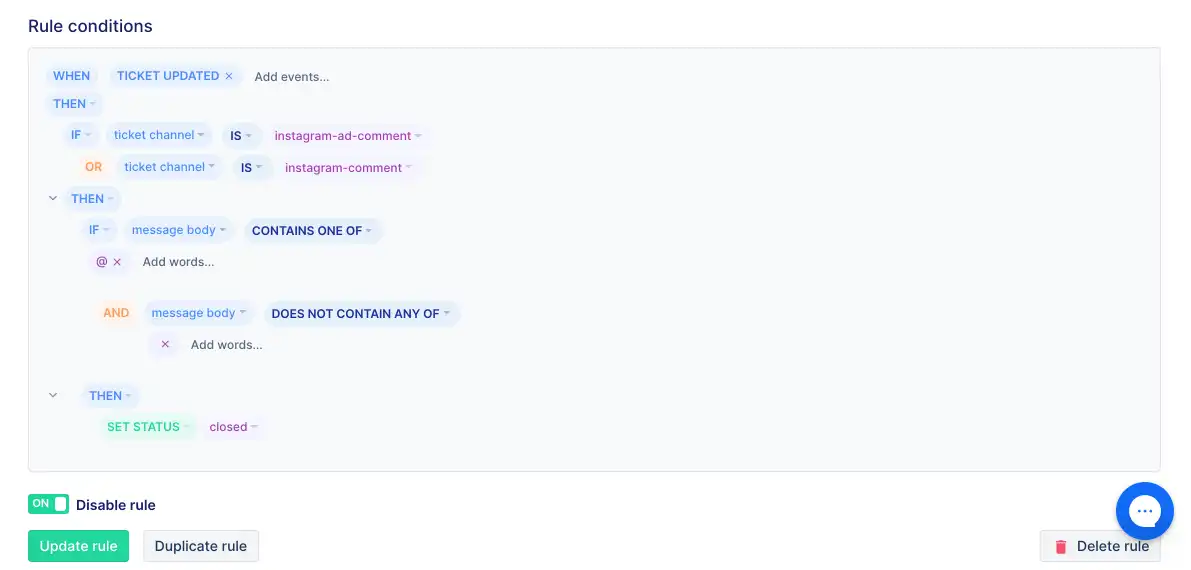 Rule conditions
WHEN TICKET UPDATED × Add events...
THEN
IF ticket channel IS instagram-ad-comment
OR ticket channel IS instagram-comment
THEN
IF message body CONTAINS ONE OF
@ × Add words...
AND message body DOES NOT CONTAIN ANY OF
× Add words...
THEN
SET STATUS closed
ON Disable rule
Update rule Duplicate rule Delete rule